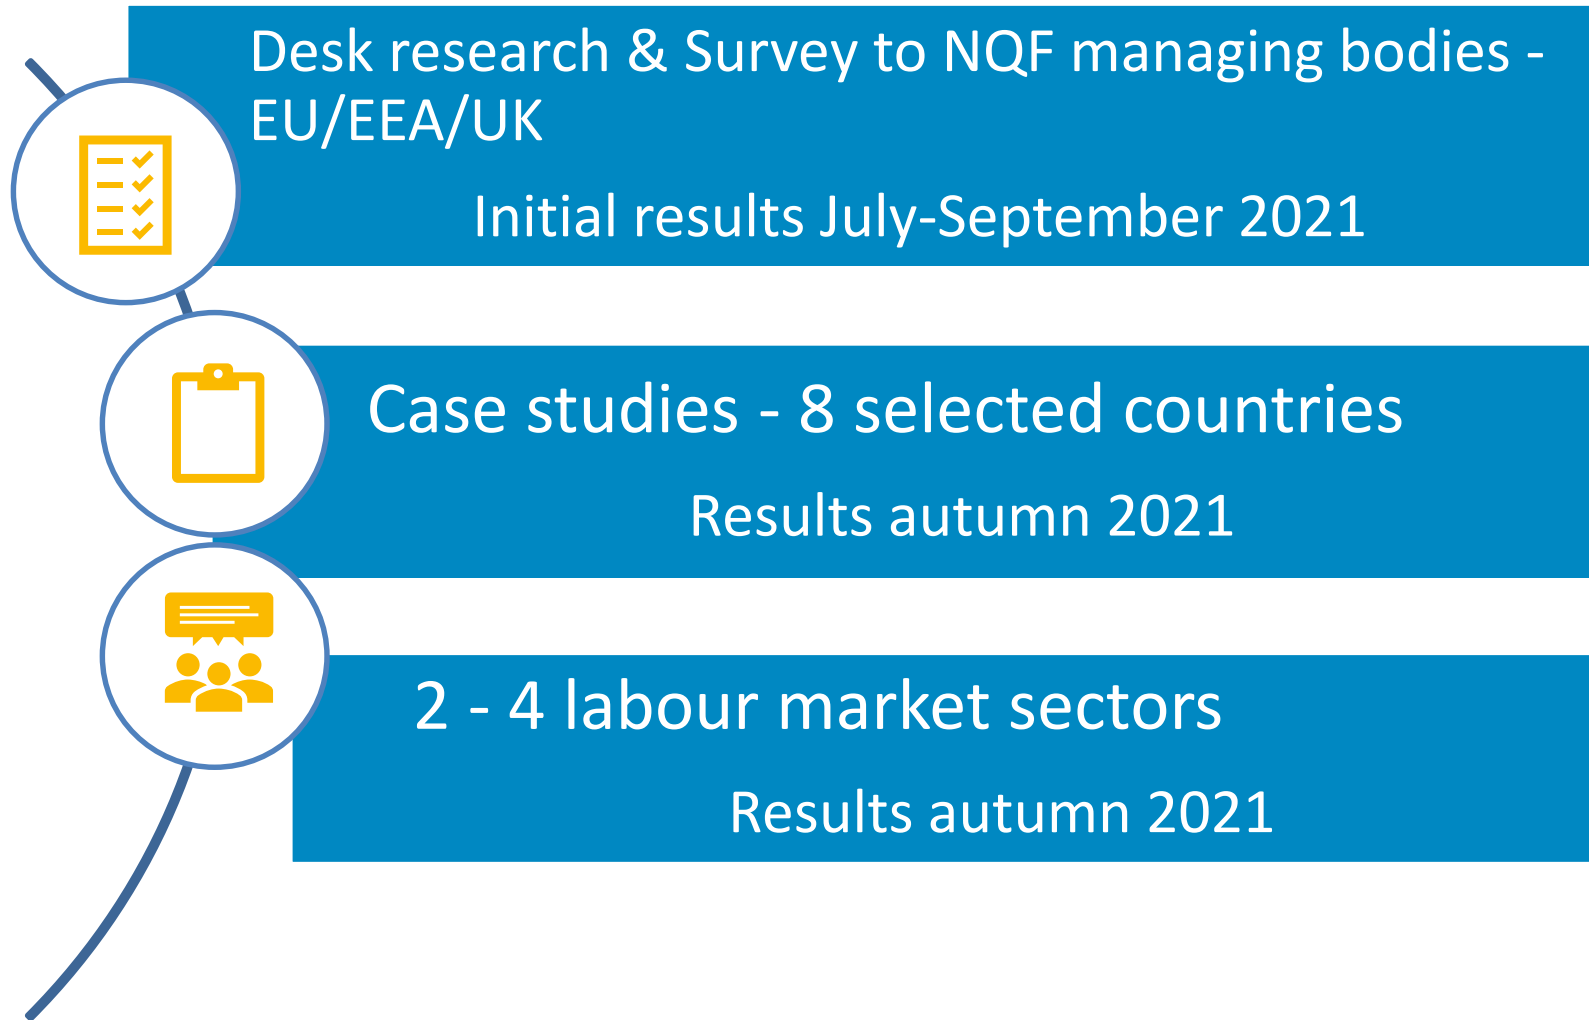 Desk research & Survey to NQF managing bodies -
EU/EEA/UK
Initial results July-September 2021
Case studies - 8 selected countries
Results autumn 2021
2 - 4 labour market sectors
Results autumn 2021